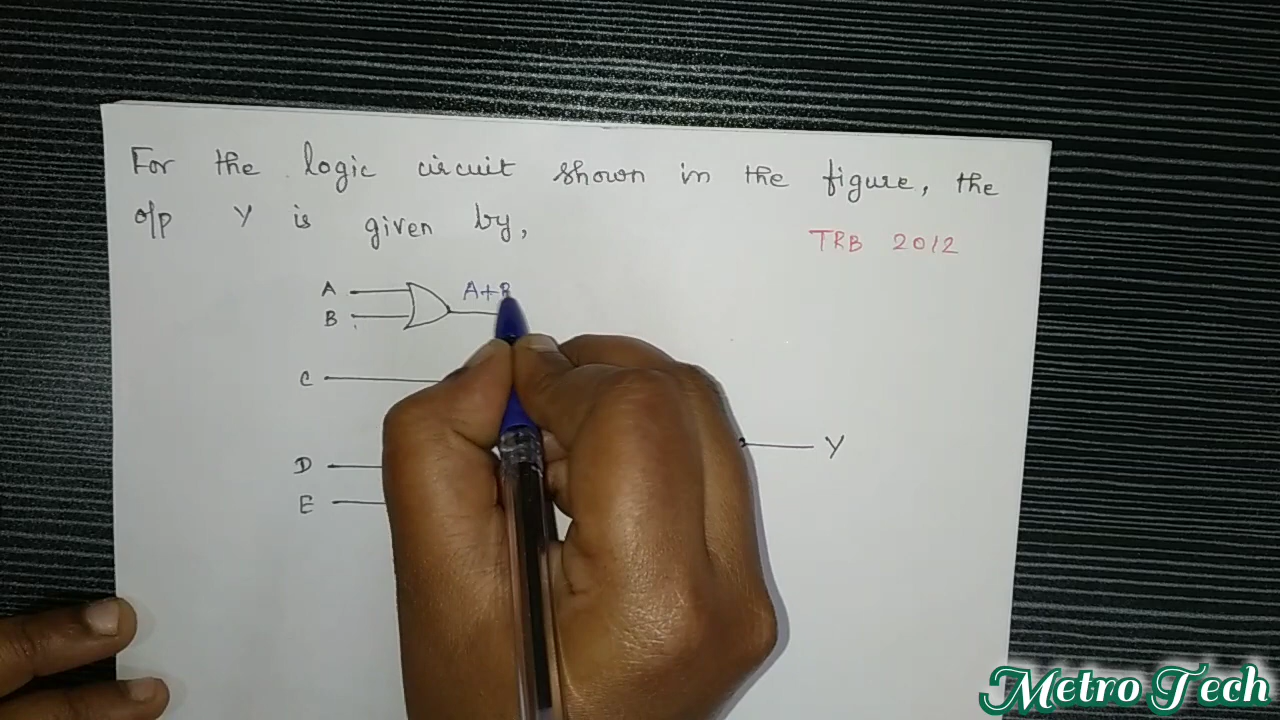 For the logic circuit shown in the figure, the
o/p Y is given by,
TRB 2012
A
A+B
B
C
D
Y
E
Metro Tech